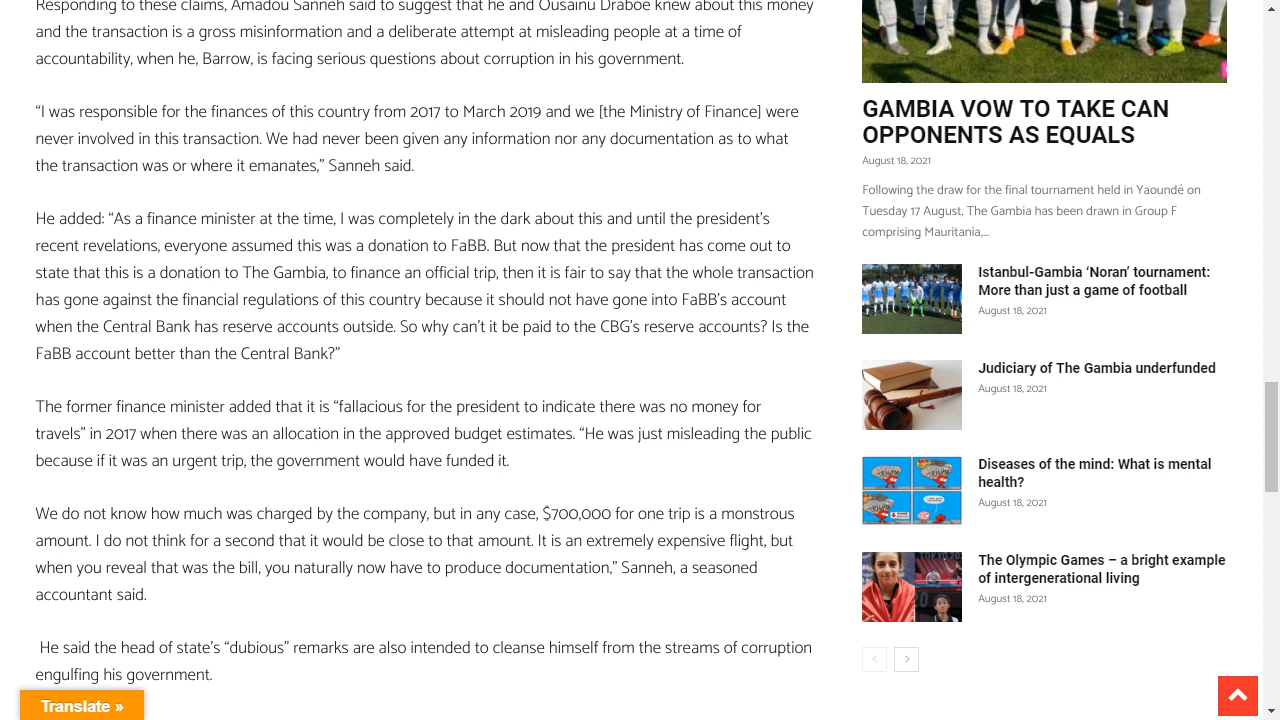 Responding to these claims, Amadou Sanneh said to suggest that he and Ousainu Draboe knew about this money
and the transaction is a gross misinformation and a deliberate attempt at misleading people at a time of
accountability, when he, Barrow, is facing serious questions about corruption in his government.
“I was responsible for the finances of this country from 2017 to March 2019 and we [the Ministry of Finance] were
never involved in this transaction. We had never been given any information nor any documentation as to what
the transaction was or where it emanates,” Sanneh said.
He added: “As a finance minister at the time, I was completely in the dark about this and until the president’s
recent revelations, everyone assumed this was a donation to FaBB. But now that the president has come out to
state that this is a donation to The Gambia, to finance an official trip, then it is fair to say that the whole transaction
has gone against the financial regulations of this country because it should not have gone into FaBB’s account
when the Central Bank has reserve accounts outside. So why can’t it be paid to the CBG’s reserve accounts? Is the
FaBB account better than the Central Bank?”
The former finance minister added that it is “fallacious for the president to indicate there was no money for
travels” in 2017 when there was an allocation in the approved budget estimates. “He was just misleading the public
because if it was an urgent trip, the government would have funded it.
We do not know how much was charged by the company, but in any case, $700,000 for one trip is a monstrous
amount. I do not think for a second that it would be close to that amount. It is an extremely expensive flight, but
when you reveal that was the bill, you naturally now have to produce documentation,” Sanneh, a seasoned
accountant said.
He said the head of state’s “dubious” remarks are also intended to cleanse himself from the streams of corruption
engulfing his government.
Translate »
GAMBIA VOW TO TAKE CAN
OPPONENTS AS EQUALS
August 18, 2021
Following the draw for the final tournament held in Yaoundé on
Tuesday 17 August, The Gambia has been drawn in Group F
comprising Mauritania,...
Istanbul-Gambia ‘Noran’ tournament:
More than just a game of football
August 18, 2021
Judiciary of The Gambia underfunded
August 18, 2021
Diseases of the mind: What is mental
health?
August 18, 2021
The Olympic Games – a bright example
of intergenerational living
August 18, 2021